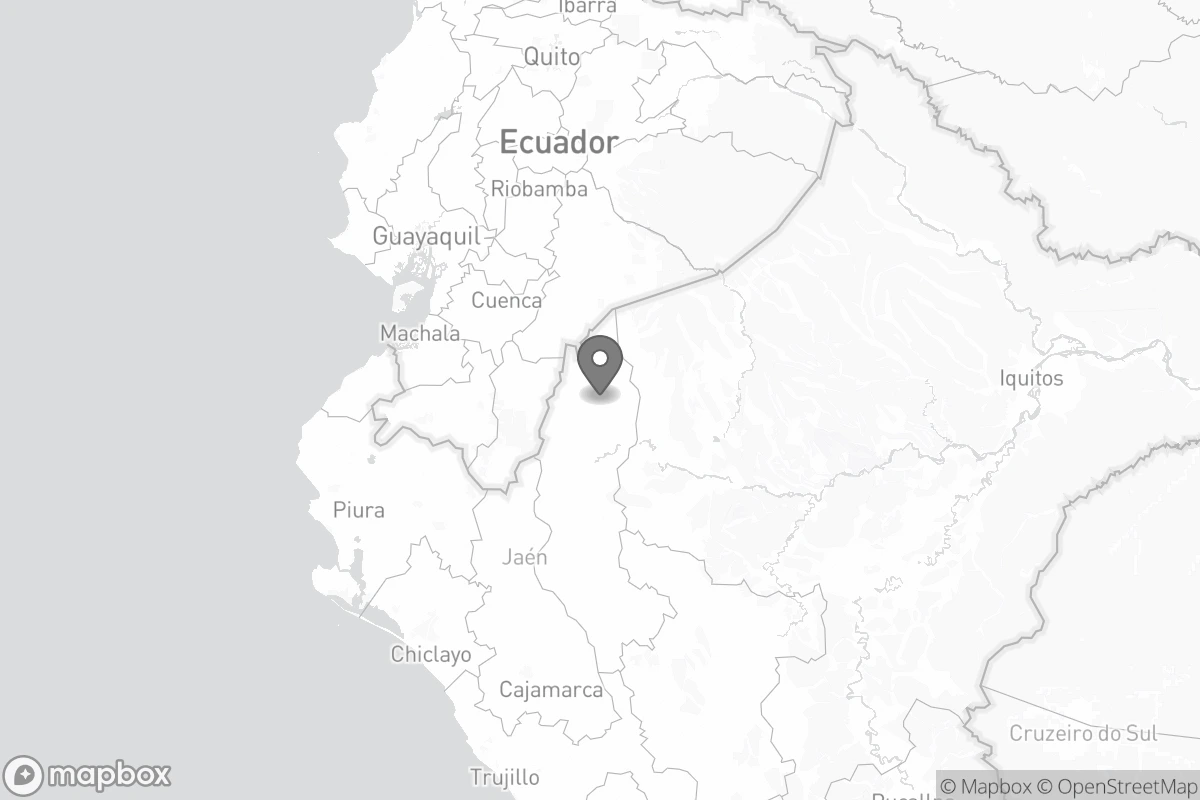 Ibarra
Quito
Ecuador
Riobamba
Guayaquil
Cuenca
Machala
Iquitos
Piura
Jaén
Chiclayo
Cajamarca
Cruzeiro do Sul
Trujillo
mapbox
© Mapbox © OpenStreetMap